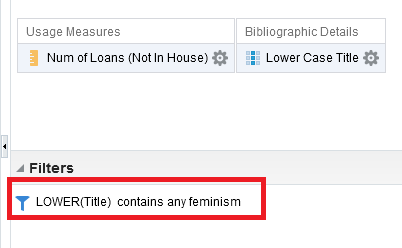 Usage Measures
Bibliographic Details
Num of Loans (Not In House)
Lower Case Title
Filters
LOWER(Title) contains any feminism